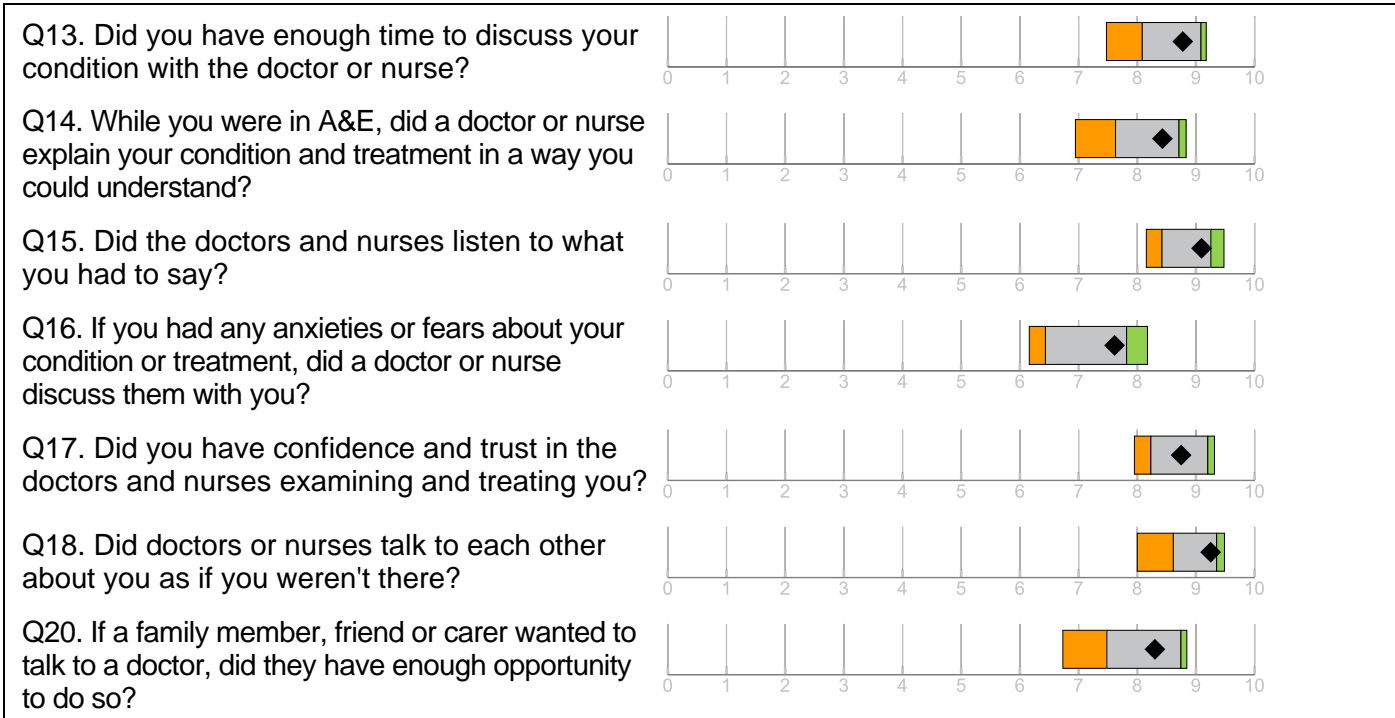 Q13. Did you have enough time to discuss your
condition with the doctor or nurse?
0 1 2 3 4 5 6 7 8 9 10
Q14. While you were in A&E, did a doctor or nurse
explain your condition and treatment in a way you
could understand?
0 1 2 3 4 5 6 7 8 9 10
Q15. Did the doctors and nurses listen to what
you had to say?
0 1 2 3 4 5 6 7 8 9 10
Q16. If you had any anxieties or fears about your
condition or treatment, did a doctor or nurse
discuss them with you?
0 1 2 3 4 5 6 7 8 9 10
Q17. Did you have confidence and trust in the
doctors and nurses examining and treating you?
0 1 2 3 4 5 6 7 8 9 10
Q18. Did doctors or nurses talk to each other
about you as if you weren't there?
0 1 2 3 4 5 6 7 8 9 10
Q20. If a family member, friend or carer wanted to
talk to a doctor, did they have enough opportunity
to do so?
0 1 2 3 4 5 6 7 8 9 10